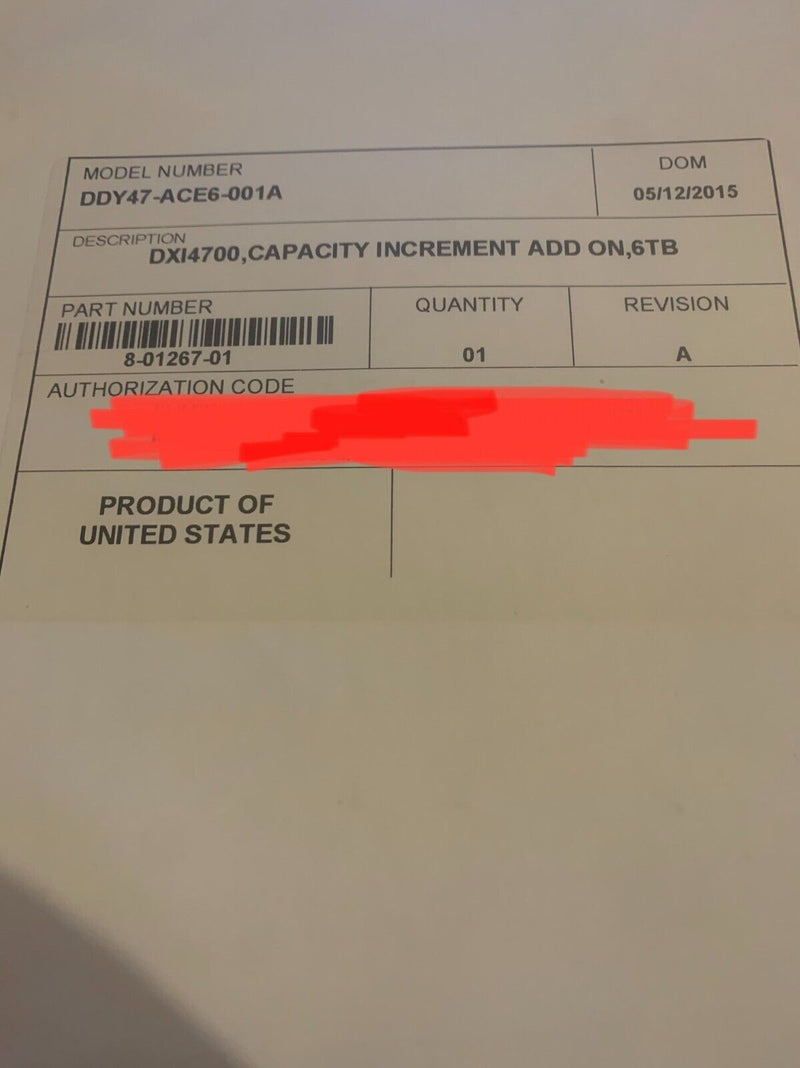 MODEL NUMBER
DDY47-ACE6-001A
DOM
05/12/2015
DESCRIPTION
DXI4700,CAPACITY INCREMENT ADD ON,6TB
PART NUMBER
8-01267-01
QUANTITY
01
REVISION
A
AUTHORIZATION CODE
PRODUCT OF
UNITED STATES